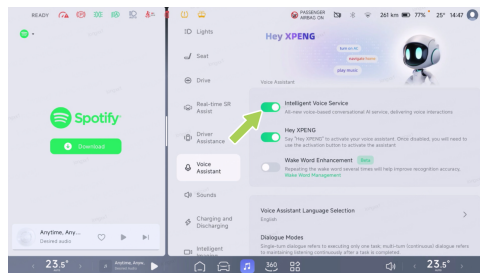 READY
PASSENGER
AIRBAG ON
261 km
77%
25°
14:47
Spotify
Download
Anytime, Any...
Desired audio
Lights
Seat
Drive
Real-time SR
Assist
Driver
Assistance
Voice
Assistant
Sounds
Charging and
Discharging
Intelligent
Hey XPENG
play music
Voice Assistant
Intelligent Voice Service
All-new voice-based conversational AI service, delivering voice interactions
Hey XPENG
Say "Hey XPENG" to activate your voice assistant. Once disabled, you will need to
use the activation button to activate the assistant
Wake Word Enhancement Beta
Repeating the wake word several times will help improve recognition accuracy.
Wake Word Management
Voice Assistant Language Selection
English
Dialogue Modes
Single-turn dialogue refers to executing only one task, multi-turn (continuous) dialogue refers
to maintaining listening continuously after a task is completed
23.5°
Anytime, Anyw...
Desired audio
360
23.5°